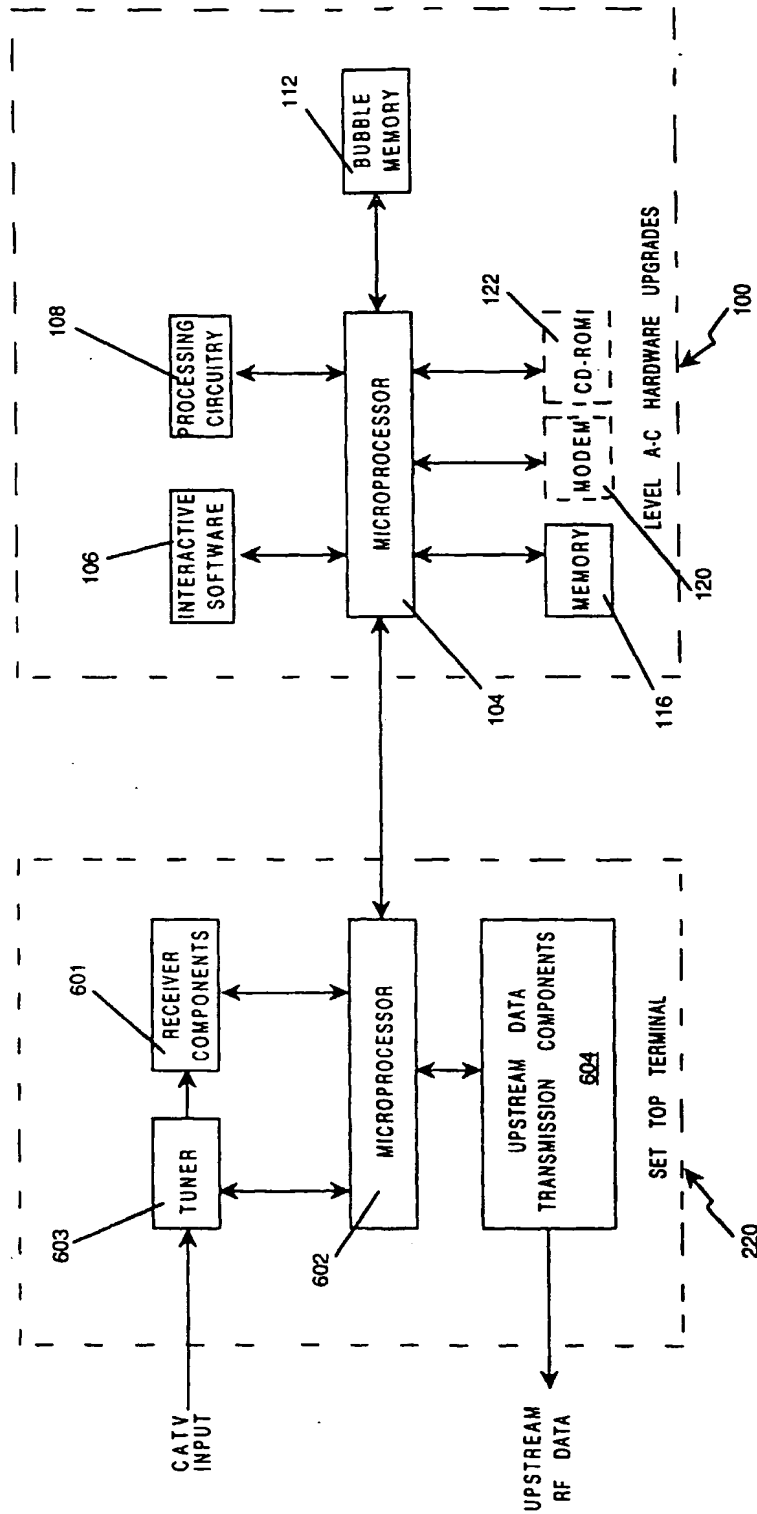 CATV
INPUT
603
TUNER
601
RECEIVER
COMPONENTS
MICROPROCESSOR
602
UPSTREAM DATA
TRANSMISSION COMPONENTS
604
UPSTREAM
RF DATA
SET TOP TERMINAL
220
106
INTERACTIVE
SOFTWARE
108
PROCESSING
CIRCUITRY
MICROPROCESSOR
104
BUBBLE
MEMORY
112
MEMORY
116
MODEM
120
CD-ROM
122
LEVEL A-C HARDWARE UPGRADES
100